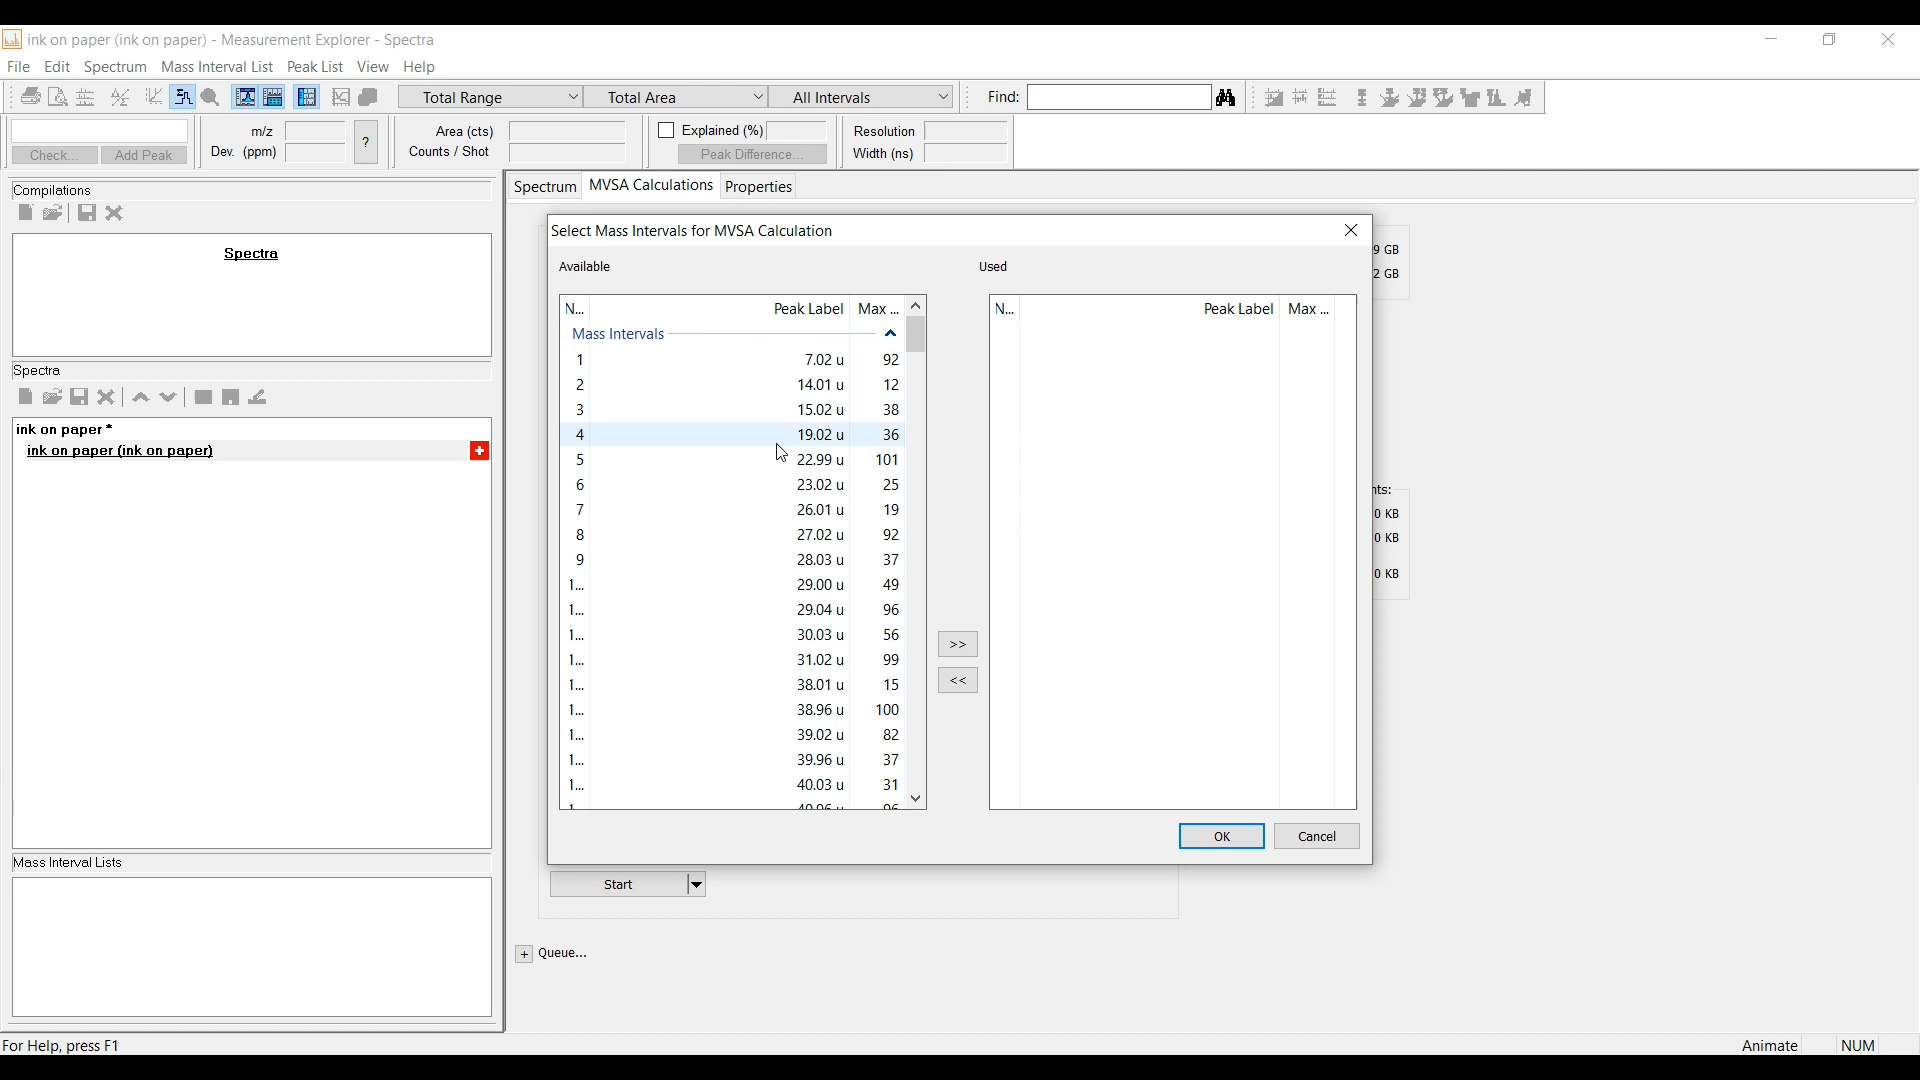 ink on paper (ink on paper) - Measurement Explorer - Spectra
File Edit Spectrum Mass Interval List Peak List View Help
Total Range Total Area All Intervals Find:
m/z Area (cts) Explained (%) Resolution
Check... Add Peak Dev. (ppm) ? Counts / Shot Peak Difference... Width (ns)
Compilations
Spectra
Spectra
ink on paper *
ink on paper (ink on paper)
Mass Interval Lists
Spectrum MVSA Calculations Properties
Select Mass Intervals for MVSA Calculation
Available Used
N... Peak Label Max ... N... Peak Label Max ...
Mass Intervals
1 7.02 u 92
2 14.01 u 12
3 15.02 u 38
4 19.02 u 36
5 22.99 u 101
6 23.02 u 25
7 26.01 u 19
8 27.02 u 92
9 28.03 u 37
1... 29.00 u 49
1... 29.04 u 96
1... 30.03 u 56
1... 31.02 u 99
1... 38.01 u 15
1... 38.96 u 100
1... 39.02 u 82
1... 39.96 u 37
1... 40.03 u 31
>>
<<
OK Cancel
9 GB
2 GB
nts:
0 KB
0 KB
0 KB
Start
+ Queue...
For Help, press F1 Animate NUM